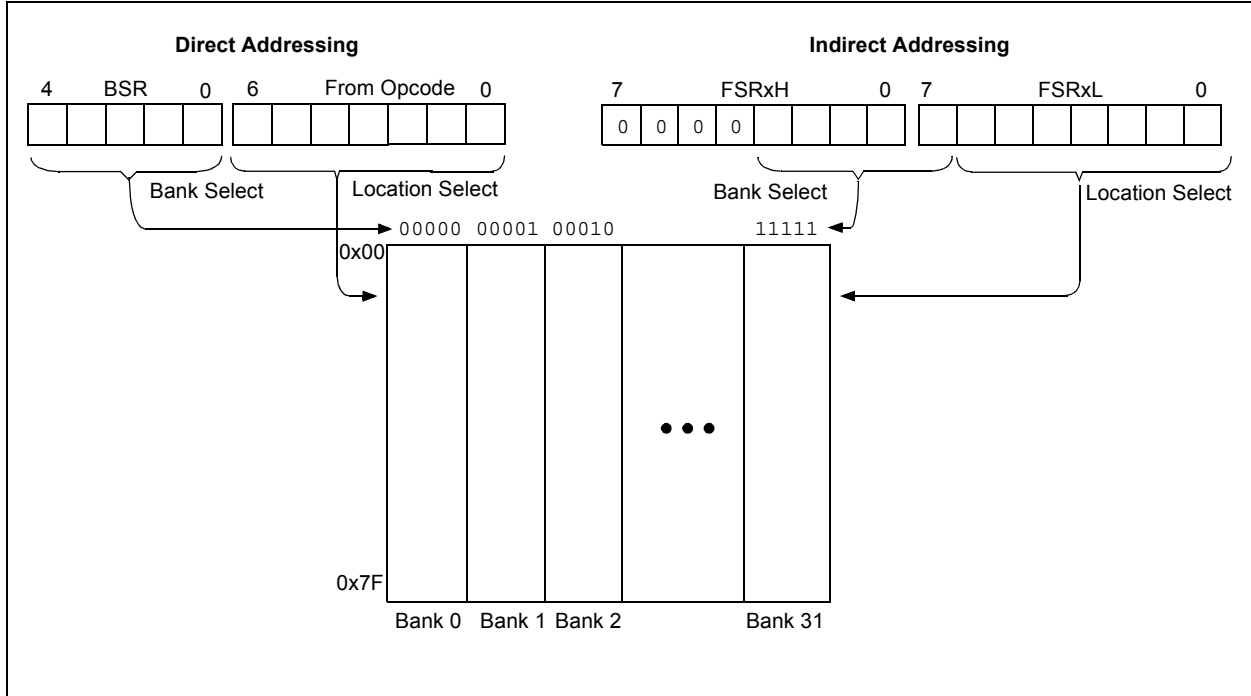 Direct Addressing
Indirect Addressing
4 BSR 0 6 From Opcode 0
7 FSRxH 0 7 FSRxL 0
0 0 0 0
Bank Select
Location Select
Bank Select
Location Select
00000 00001 00010 11111
0x00
0x7F
Bank 0 Bank 1 Bank 2 Bank 31